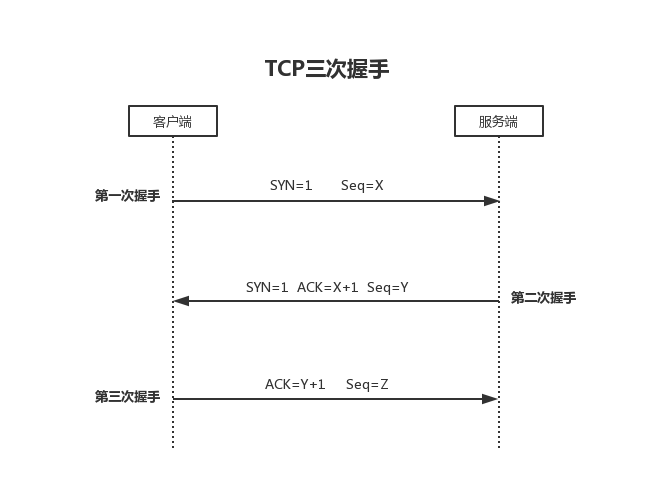 TCP三次握手
客户端
服务端
第一次握手
SYN=1 Seq=X
SYN=1 ACK=X+1 Seq=Y
第二次握手
第三次握手
ACK=Y+1 Seq=Z